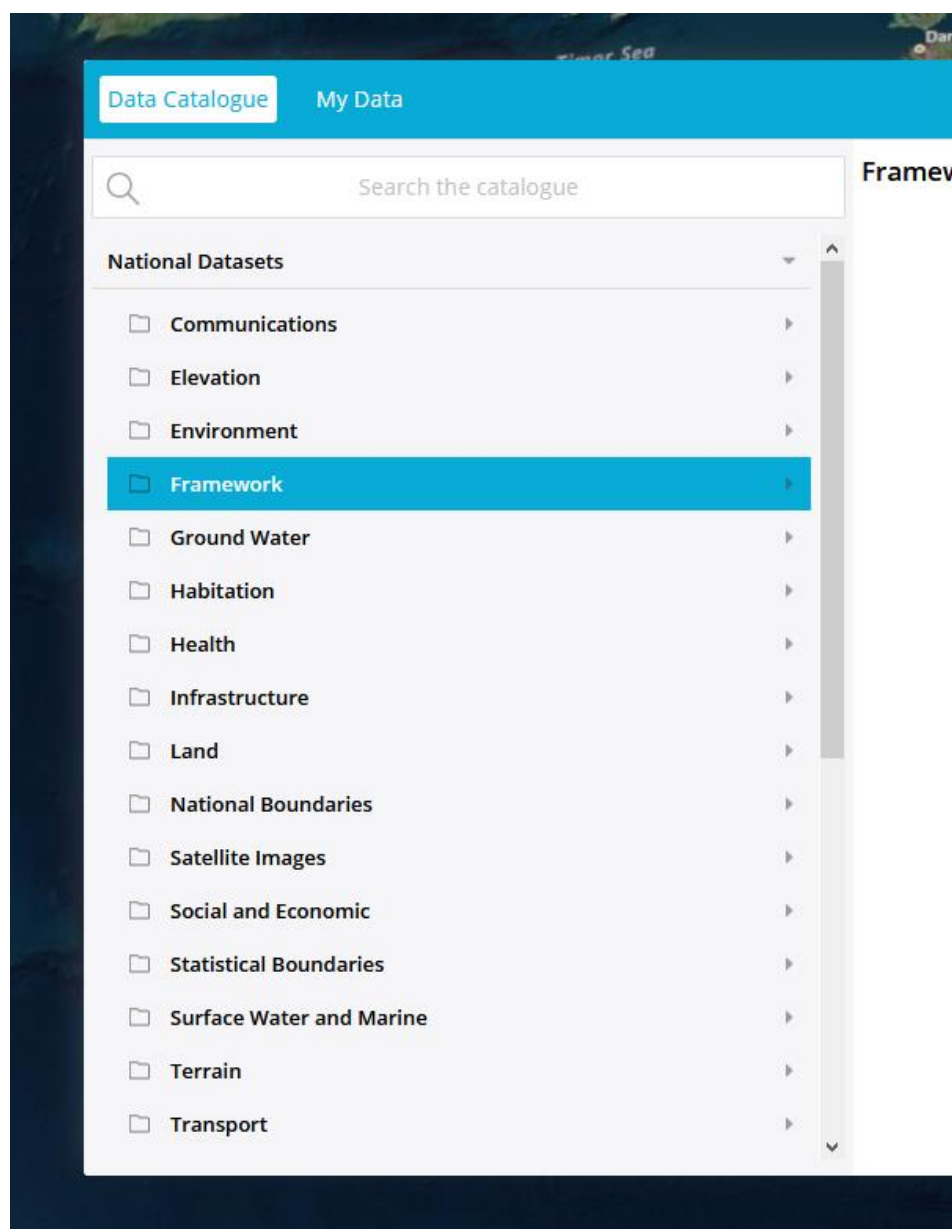 Timor Sea
Dar
Data Catalogue
My Data
Search the catalogue
Framew
National Datasets
Communications
Elevation
Environment
Framework
Ground Water
Habitation
Health
Infrastructure
Land
National Boundaries
Satellite Images
Social and Economic
Statistical Boundaries
Surface Water and Marine
Terrain
Transport